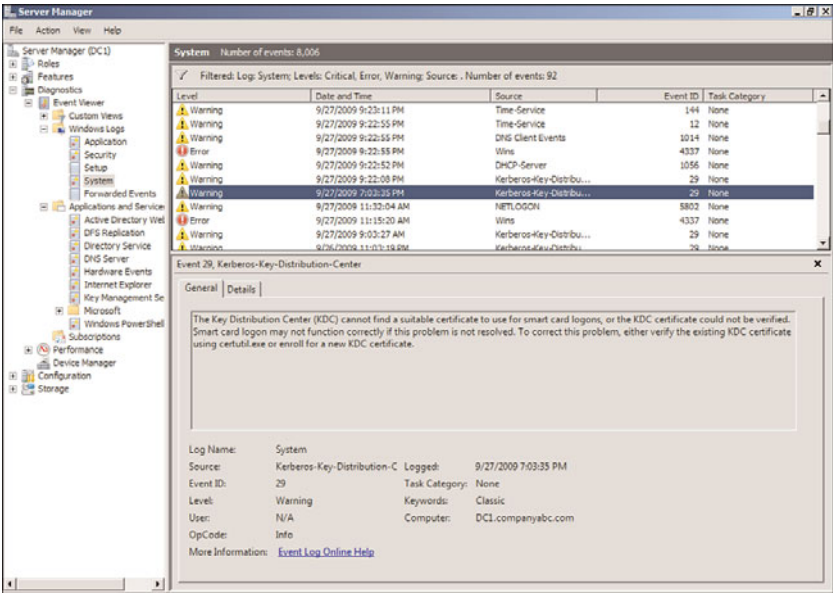 Server Manager
File Action View Help
Server Manager (DC1)
Roles
Features
Diagnostics
Event Viewer
Custom Views
Windows Logs
Application
Security
Setup
System
Forwarded Events
Applications and Services
Active Directory Wel
DFS Replication
Directory Service
DNS Server
Hardware Events
Internet Explorer
Key Management Se
Microsoft
Windows PowerShell
Subscriptions
Performance
Device Manager
Configuration
Storage
System Number of events: 8,006
Filtered: Log: System; Levels: Critical, Error, Warning; Source: . Number of events: 92
Level Date and Time Source Event ID Task Category
Warning 9/27/2009 9:23:11 PM Time-Service 144 None
Warning 9/27/2009 9:22:55 PM Time-Service 12 None
Warning 9/27/2009 9:22:55 PM DNS Client Events 1014 None
Error 9/27/2009 9:22:55 PM Wins 4337 None
Warning 9/27/2009 9:22:52 PM DHCP-Server 1056 None
Warning 9/27/2009 9:22:08 PM Kerberos-Key-Distribu... 29 None
Warning 9/27/2009 7:03:35 PM Kerberos-Key-Distribu... 29 None
Warning 9/27/2009 11:32:04 AM NETLOGON 5802 None
Error 9/27/2009 11:15:20 AM Wins 4337 None
Warning 9/27/2009 9:03:27 AM Kerberos-Key-Distribu... 29 None
Warning 9/26/2009 11:03:19 PM Kerberos-Key-Distribu... 29 None
Event 29, Kerberos-Key-Distribution-Center
General Details
The Key Distribution Center (KDC) cannot find a suitable certificate to use for smart card logons, or the KDC certificate could not be verified.
Smart card logon may not function correctly if this problem is not resolved. To correct this problem, either verify the existing KDC certificate
using certutil.exe or enroll for a new KDC certificate.
Log Name: System
Source: Kerberos-Key-Distribution-C Logged: 9/27/2009 7:03:35 PM
Event ID: 29 Task Category: None
Level: Warning Keywords: Classic
User: N/A Computer: DC1.companyabc.com
OpCode: Info
More Information: Event Log Online Help